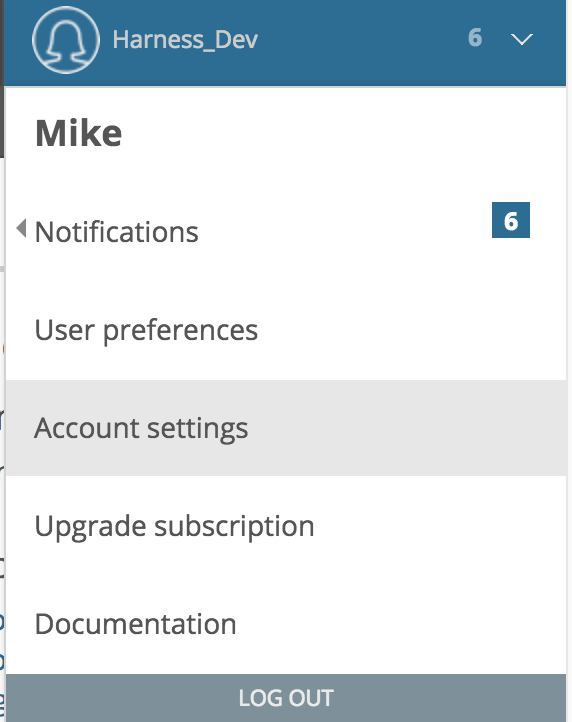 Harness_Dev 6
Mike
Notifications 6
User preferences
Account settings
Upgrade subscription
Documentation
LOG OUT